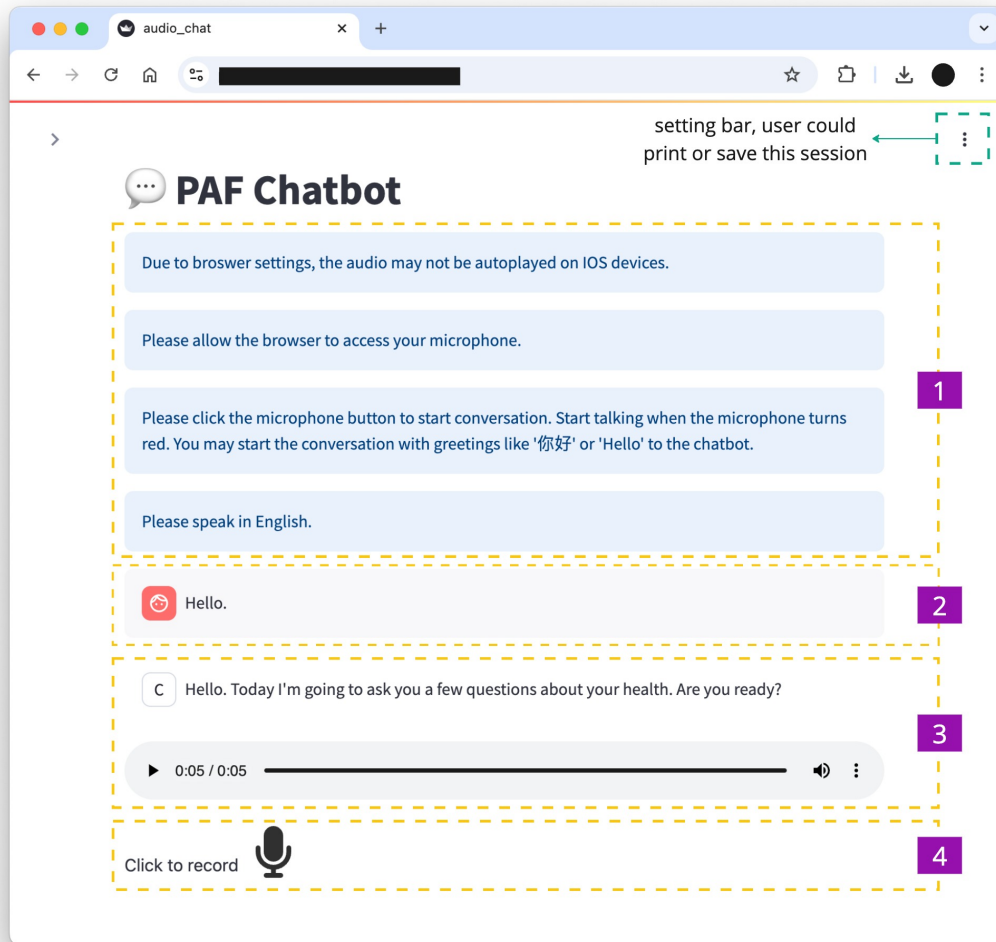 audio_chat
setting bar, user could
print or save this session
PAF Chatbot
Due to broswer settings, the audio may not be autoplayed on IOS devices.
Please allow the browser to access your microphone.
Please click the microphone button to start conversation. Start talking when the microphone turns
red. You may start the conversation with greetings like '你好' or 'Hello' to the chatbot.
1
Please speak in English.
Hello.
2
C Hello. Today I'm going to ask you a few questions about your health. Are you ready?
3
0:05 / 0:05
Click to record
4